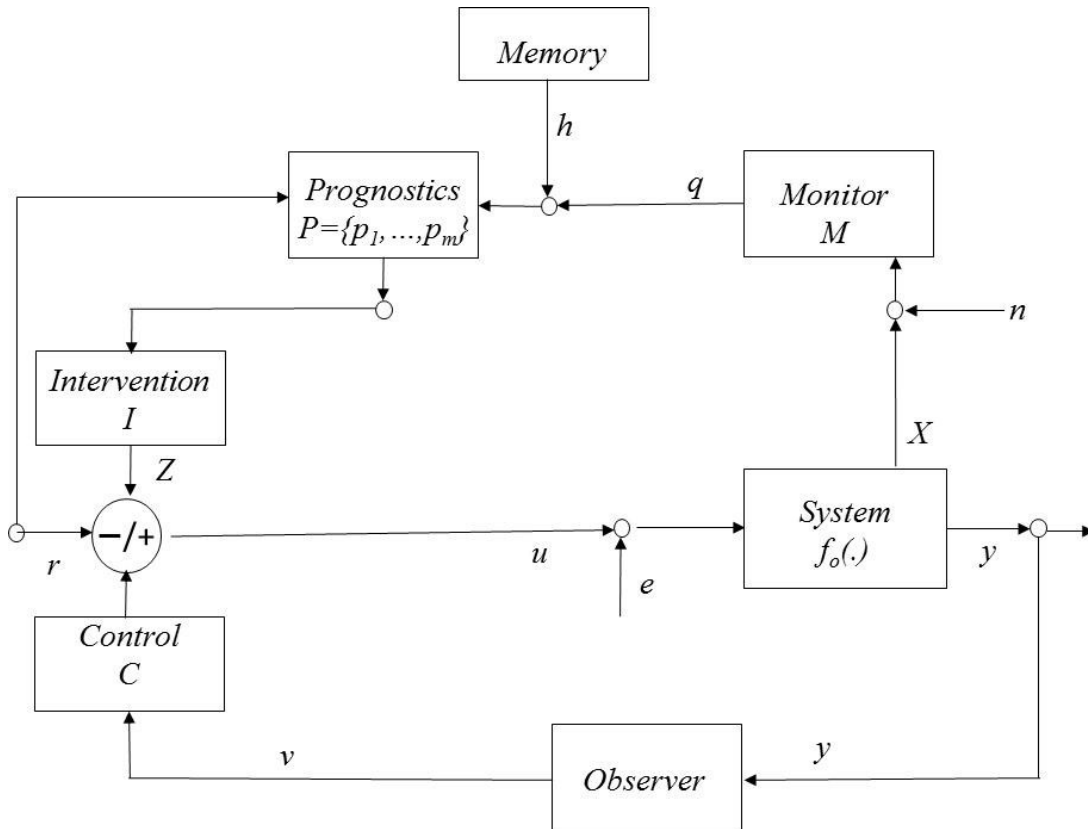 Memory
h
Prognostics
P={p₁,...,pₘ}
q
Monitor
M
n
Intervention
I
Z
X
−/+
r
u
e
System
fₒ(.)
y
Control
C
v
Observer
y